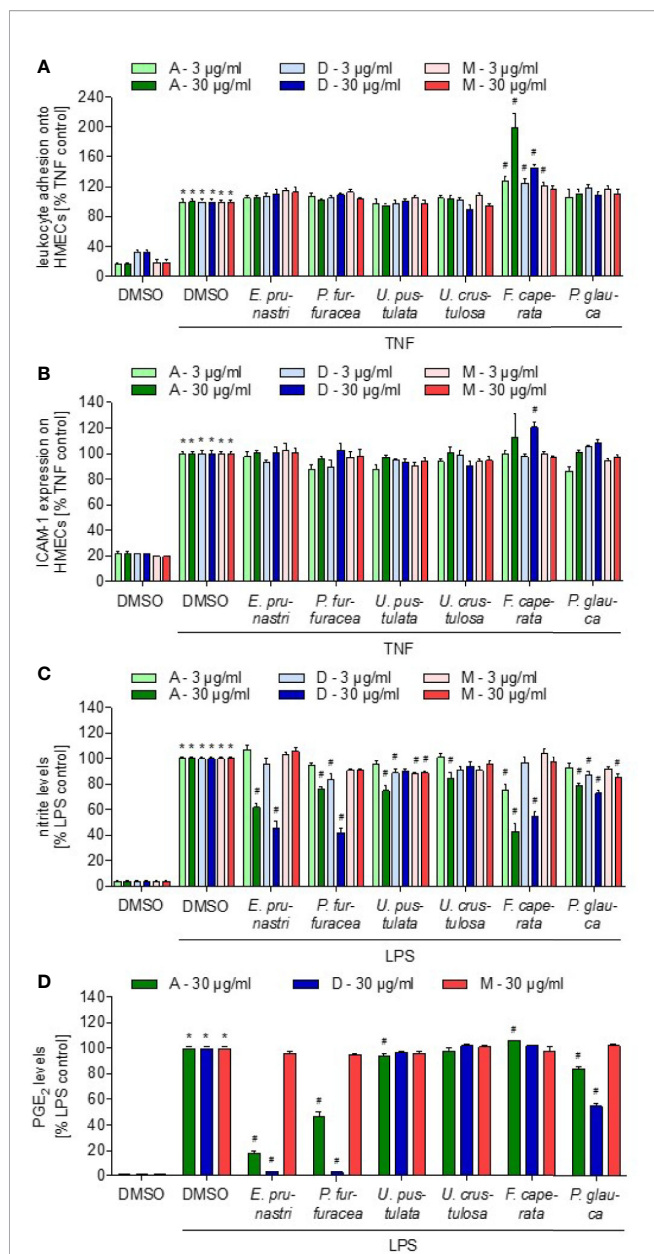 A
A - 3 µg/ml D - 3 µg/ml M - 3 µg/ml
A - 30 µg/ml D - 30 µg/ml M - 30 µg/ml
leukocyte adhesion onto
HMECs [% TNF control]
240
200
160
120
80
40
0
* * * * * *
# # # # #
DMSO DMSO E. pru- P. fur- U. pus- U. crus- F. cape- P. glau-
nastri furacea tulata tulosa rata ca
TNF
B
A - 3 µg/ml D - 3 µg/ml M - 3 µg/ml
A - 30 µg/ml D - 30 µg/ml M - 30 µg/ml
ICAM-1 expression on
HMECs [% TNF control]
140
120
100
80
60
40
20
0
* * * * * *
#
DMSO DMSO E. pru- P. fur- U. pus- U. crus- F. cape- P. glau-
nastri furacea tulata tulosa rata ca
TNF
C
A - 3 µg/ml D - 3 µg/ml M - 3 µg/ml
A - 30 µg/ml D - 30 µg/ml M - 30 µg/ml
nitrite levels
[% LPS control]
140
120
100
80
60
40
20
0
* * * * * *
# # # # # # # # # # # # # # # # #
DMSO DMSO E. pru- P. fur- U. pus- U. crus- F. cape- P. glau-
nastri furacea tulata tulosa rata ca
LPS
D
A - 30 µg/ml D - 30 µg/ml M - 30 µg/ml
PGE2 levels
[% LPS control]
140
120
100
80
60
40
20
0
* * *
# # # # # # # #
DMSO DMSO E. pru- P. fur- U. pus- U. crus- F. cape- P. glau-
nastri furacea tulata tulosa rata ca
LPS